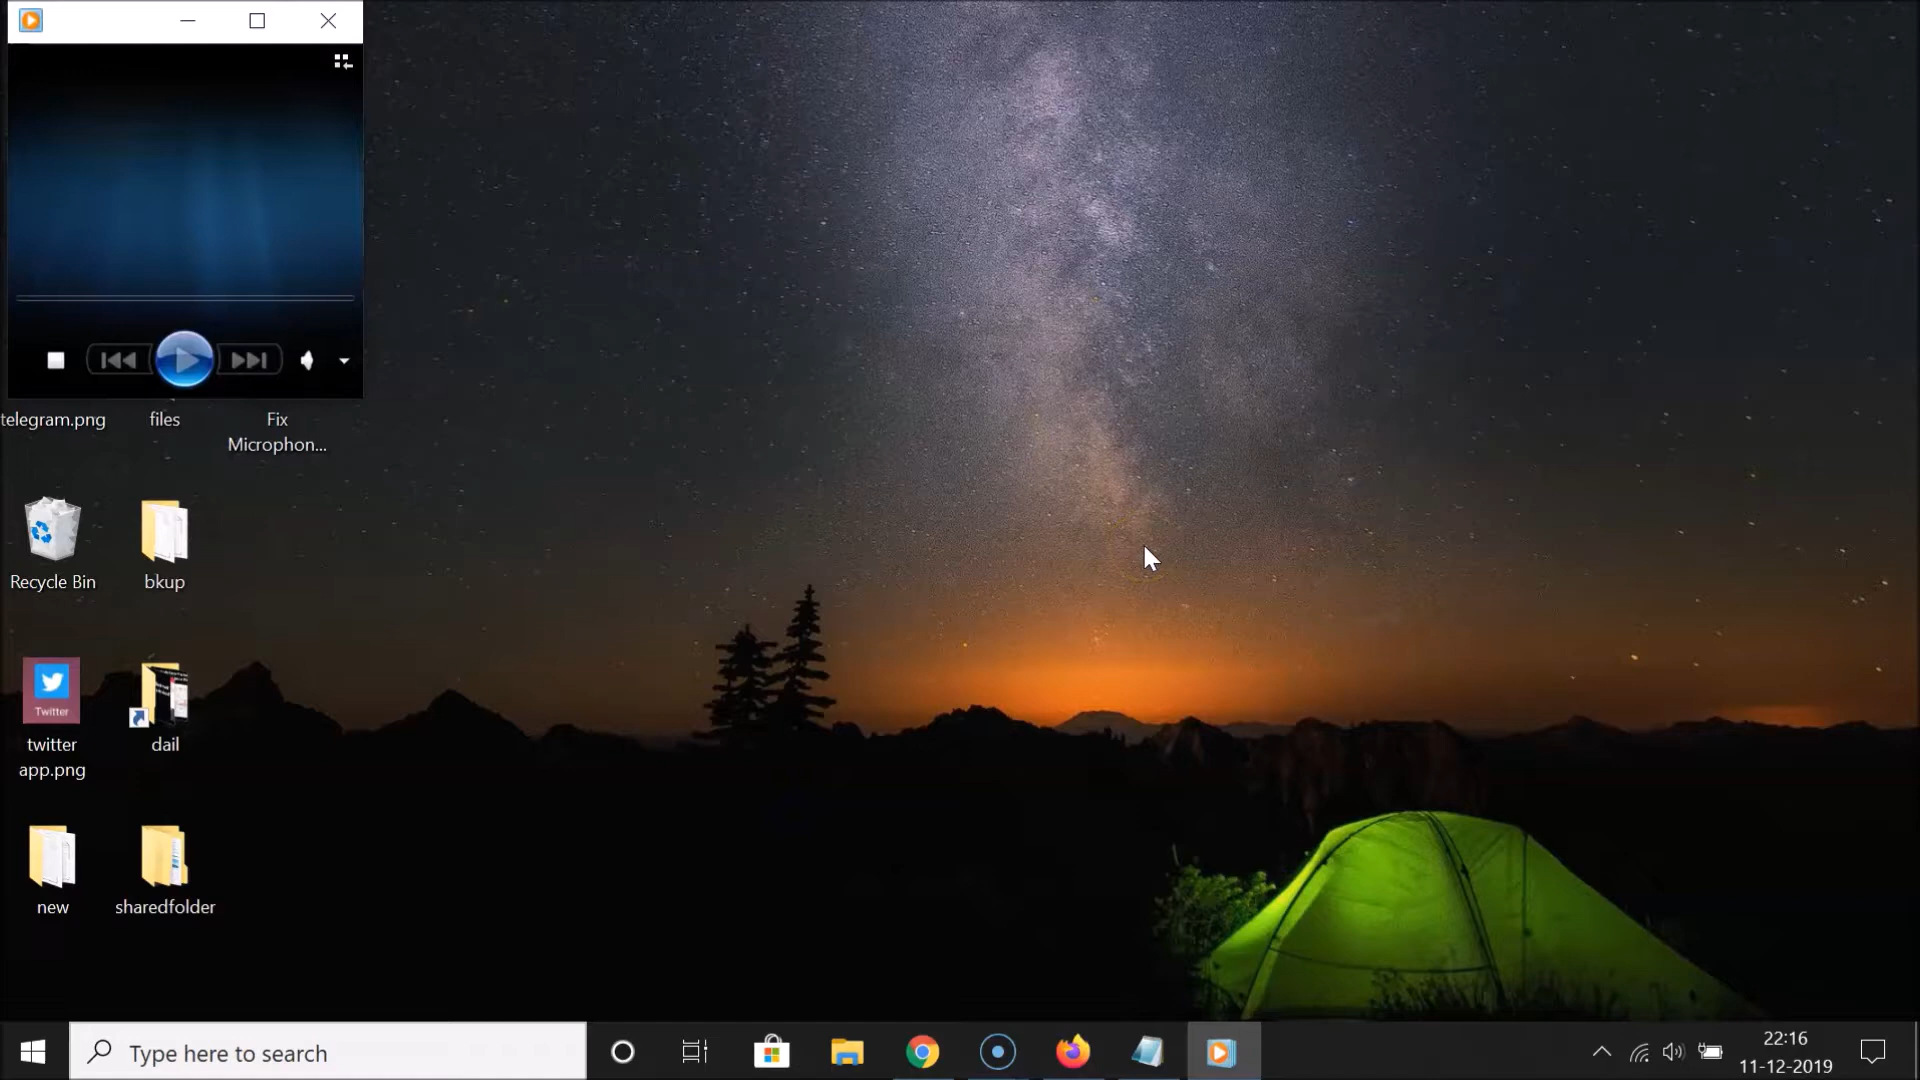 telegram.png
files
Fix
Microphon...
Recycle Bin
bkup
Twitter
twitter
app.png
dail
new
sharedfolder
Type here to search
22:16
11-12-2019